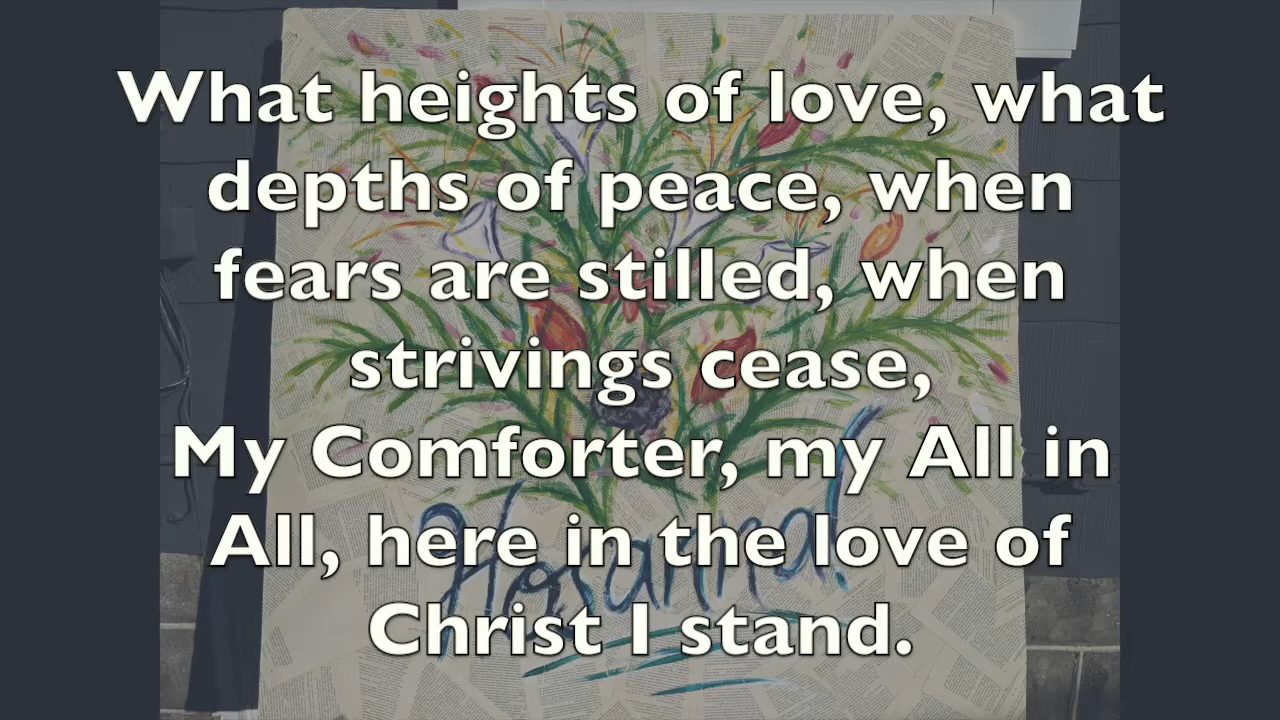 What heights of love, what
depths of peace, when
fears are stilled, when
strivings cease,
My Comforter, my All in
All, here in the love of
Christ I stand.
Hosanna!